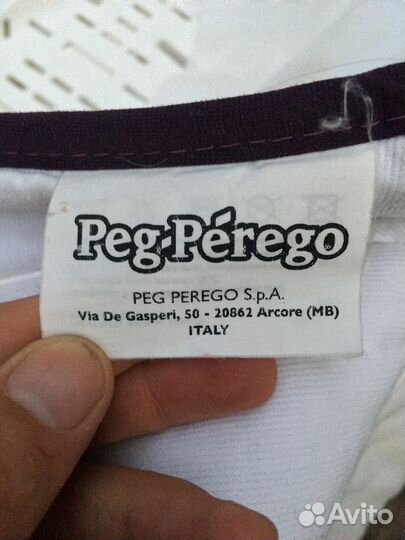 Peg-Pérego
PEG PEREGO S.p.A.
Via De Gasperi, 50 - 20862 Arcore (MB)
ITALY
Avito